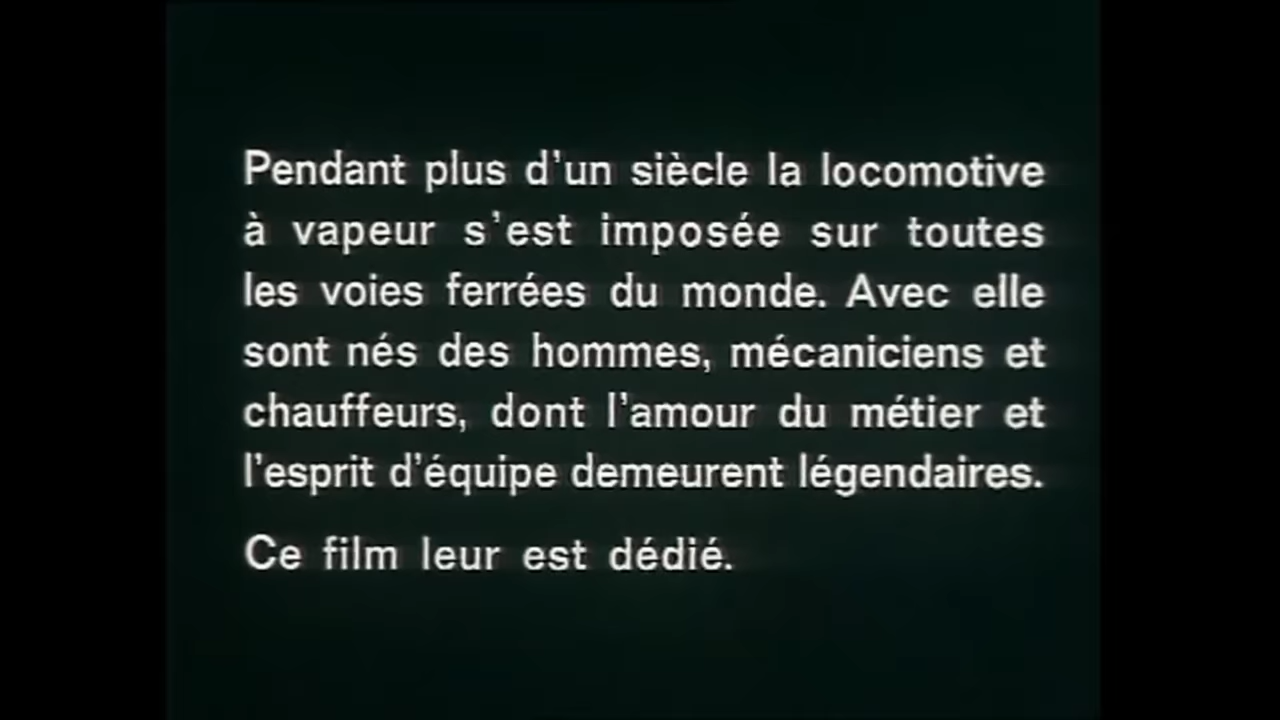 Pendant plus d'un siècle la locomotive
à vapeur s'est imposée sur toutes
les voies ferrées du monde. Avec elle
sont nés des hommes, mécaniciens et
chauffeurs, dont l'amour du métier et
l'esprit d'équipe demeurent légendaires.
Ce film leur est dédié.